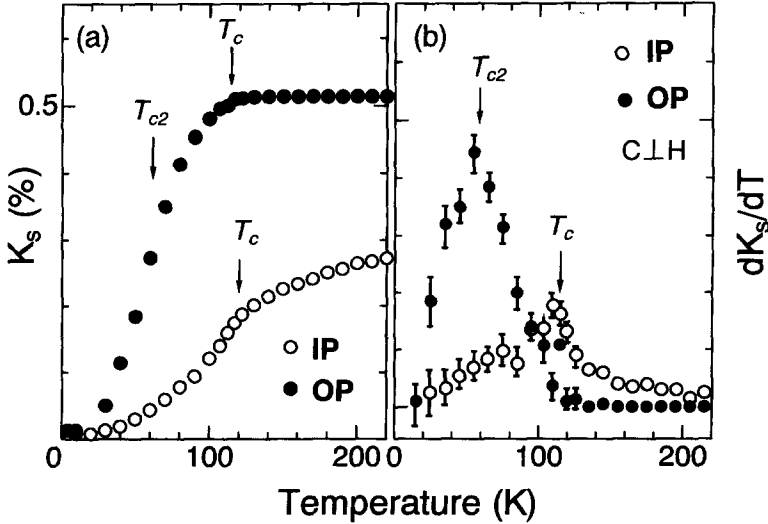 (a)
T_c
T_c2
0.5
K_s (%)
T_c
IP
OP
0
100
200
(b)
IP
OP
T_c2
C⊥H
T_c
dK_s/dT
0
100
200
Temperature (K)